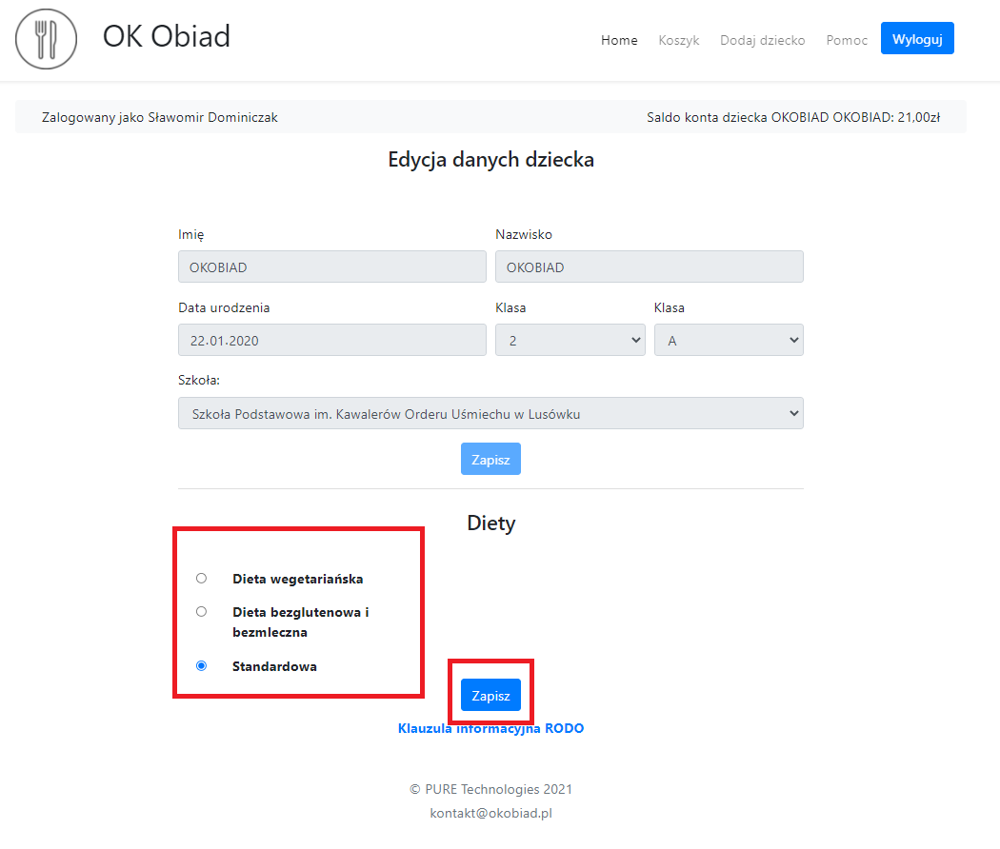 OK Obiad
Home Koszyk Dodaj dziecko Pomoc Wyloguj
Zalogowany jako Sławomir Dominiczak Saldo konta dziecka OKOBIAD OKOBIAD: 21,00zł
Edycja danych dziecka
Imię Nazwisko
OKOBIAD OKOBIAD
Data urodzenia Klasa Klasa
22.01.2020 2 A
Szkoła:
Szkoła Podstawowa im. Kawalerów Orderu Uśmiechu w Lusówku
Zapisz
Diety
Dieta wegetariańska
Dieta bezglutenowa i
bezmleczna
Standardowa
Zapisz
Klauzula informacyjna RODO
© PURE Technologies 2021
kontakt@okobiad.pl